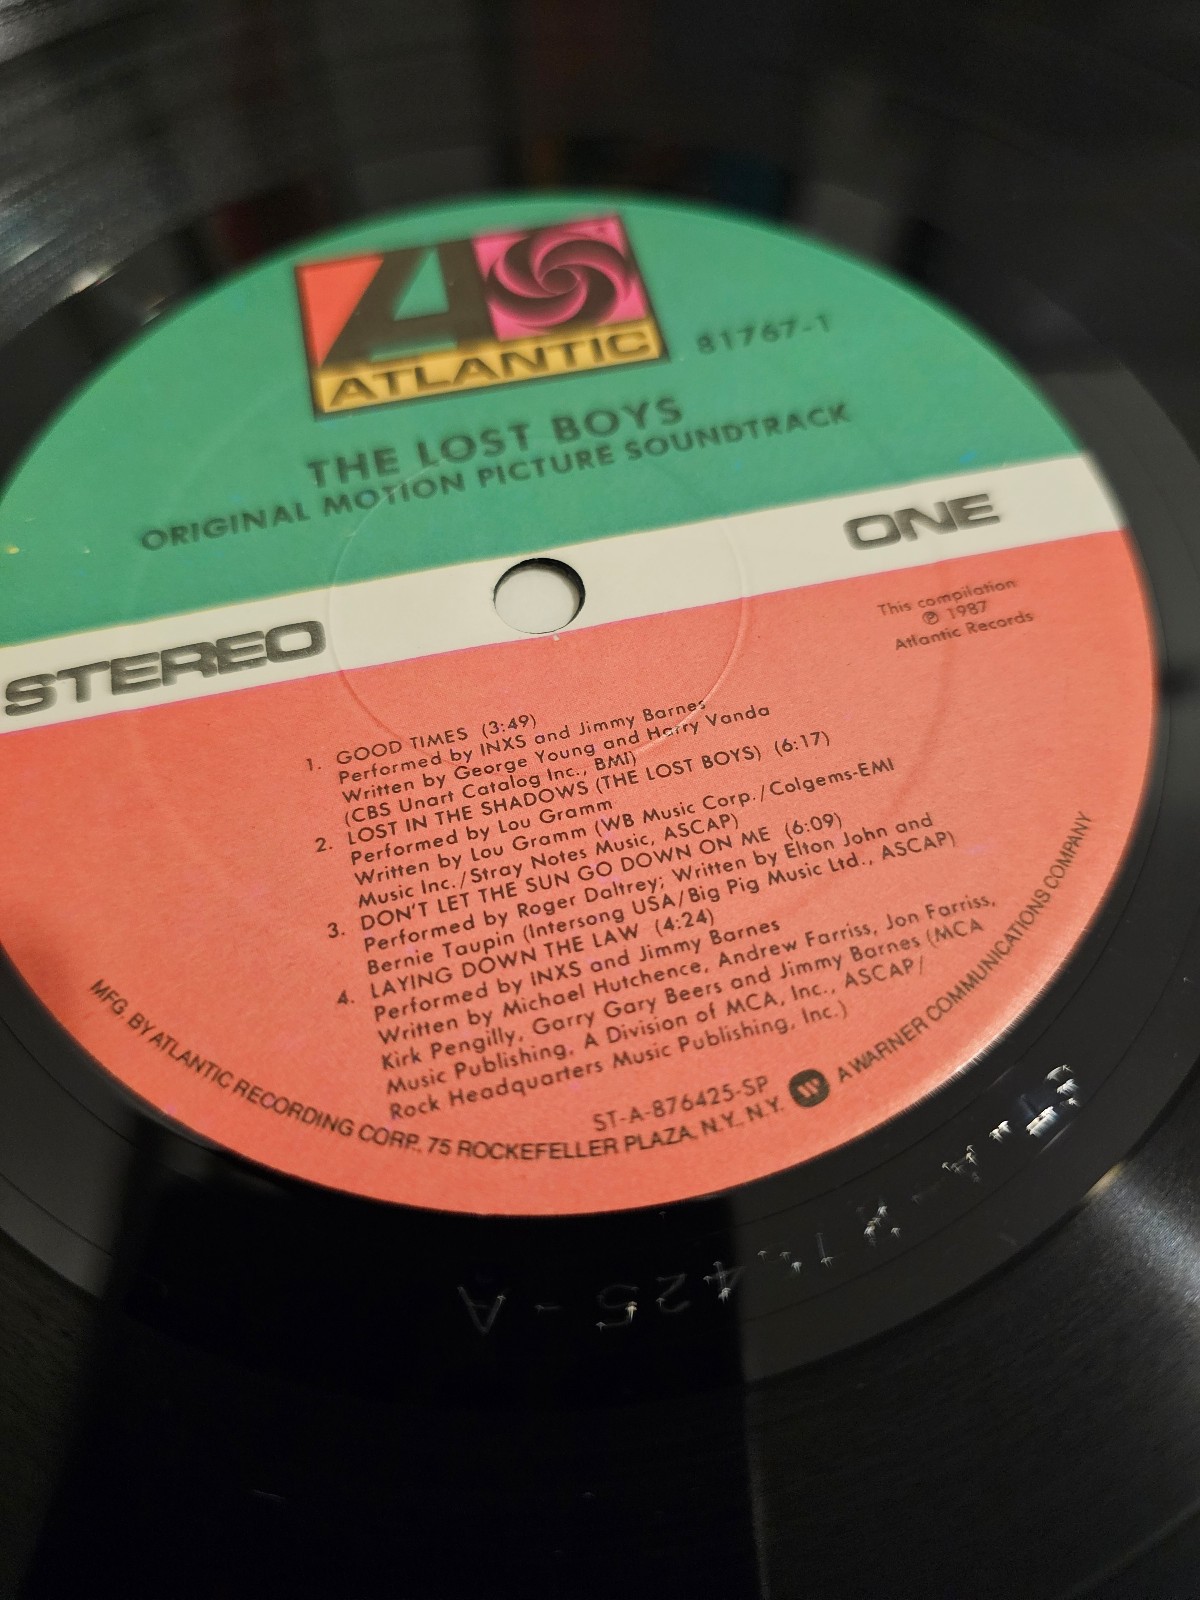 A
ATLANTIC
81767-1
THE LOST BOYS
ORIGINAL MOTION PICTURE SOUNDTRACK
STEREO
ONE
This compilation
℗ 1987
Atlantic Records
1. GOOD TIMES (3:49)
Performed by INXS and Jimmy Barnes
Written by George Young and Harry Vanda
(CBS Unart Catalog Inc., BMI)
2. LOST IN THE SHADOWS (THE LOST BOYS) (6:17)
Performed by Lou Gramm
Written by Lou Gramm (WB Music Corp./Colgems-EMI
Music Inc./Stray Notes Music, ASCAP)
3. DON'T LET THE SUN GO DOWN ON ME (6:09)
Performed by Roger Daltrey; Written by Elton John and
Bernie Taupin (Intersong USA/Big Pig Music Ltd., ASCAP)
4. LAYING DOWN THE LAW (4:24)
Performed by INXS and Jimmy Barnes
Written by Michael Hutchence, Andrew Farriss, Jon Farriss,
Kirk Pengilly, Garry Gary Beers and Jimmy Barnes (MCA
Music Publishing, A Division of MCA, Inc., ASCAP/
Rock Headquarters Music Publishing, Inc.)
ST-A-876425-SP
MFG. BY ATLANTIC RECORDING CORP., 75 ROCKEFELLER PLAZA, N.Y., N.Y. W A WARNER COMMUNICATIONS COMPANY
425-A